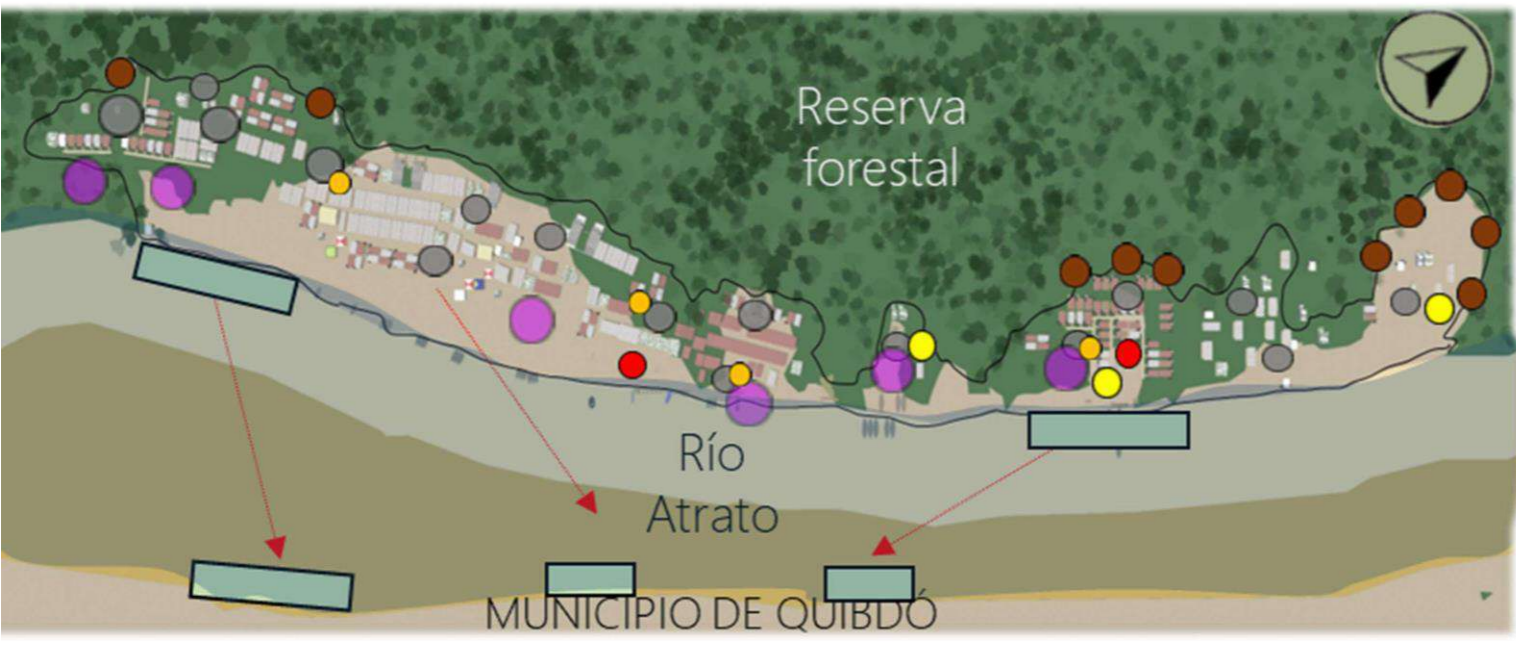 Reserva
forestal
Río
Atrato
MUNICIPIO DE QUIBDÓ